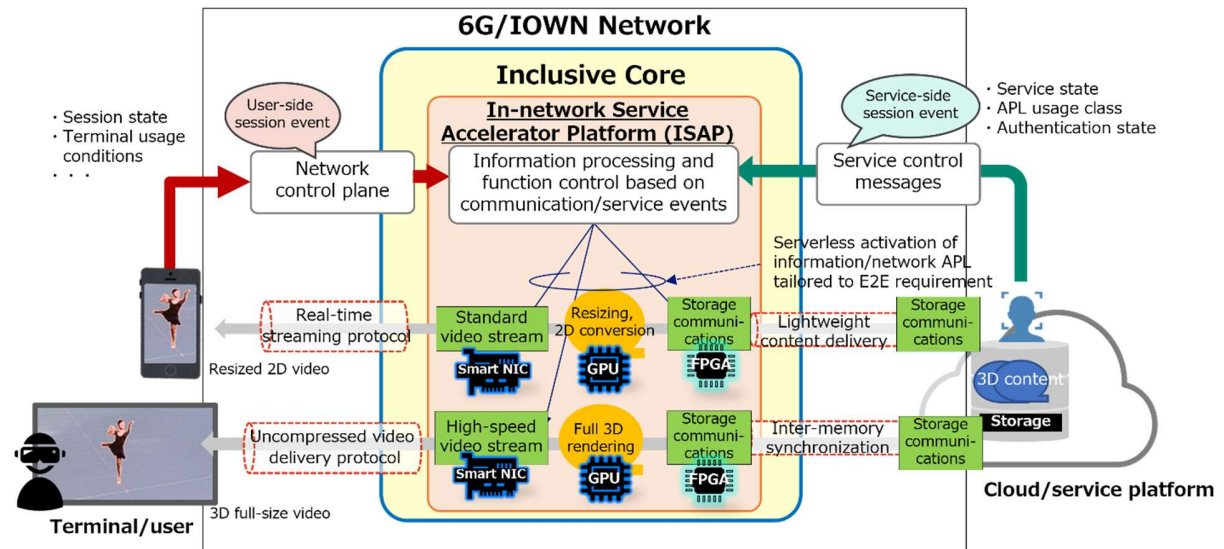 6G/IOWN Network
Inclusive Core
In-network Service
Accelerator Platform (ISAP)
User-side
session event
Service-side
session event
・Session state
・Terminal usage
conditions
・・・
・Service state
・APL usage class
・Authentication state
Network
control plane
Information processing and
function control based on
communication/service events
Service control
messages
Serverless activation of
information/network APL
tailored to E2E requirement
Real-time
streaming protocol
Standard
video stream
Smart NIC
Resizing,
2D conversion
GPU
Storage
communi-
cations
FPGA
Lightweight
content delivery
Storage
communi-
cations
3D content
Storage
Resized 2D video
Uncompressed video
delivery protocol
High-speed
video stream
Smart NIC
Full 3D
rendering
GPU
Storage
communi-
cations
FPGA
Inter-memory
synchronization
Storage
communi-
cations
Cloud/service platform
Terminal/user
3D full-size video